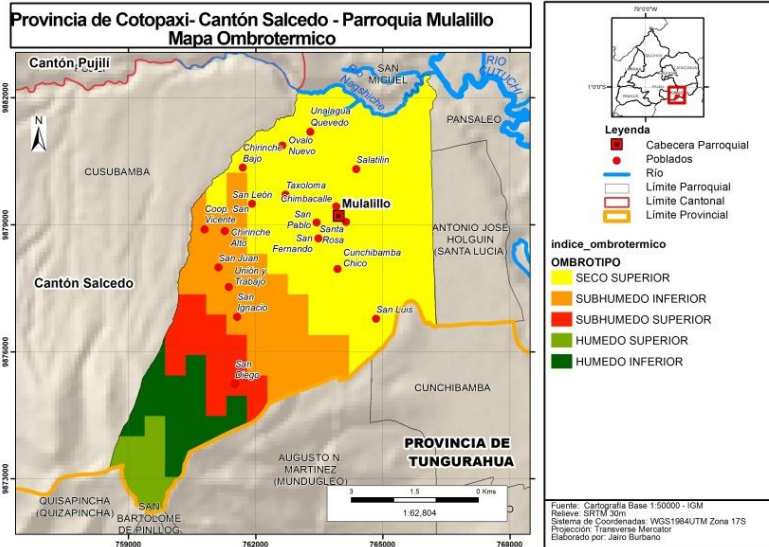 Provincia de Cotopaxi- Cantón Salcedo - Parroquia Mulalillo
Mapa Ombrotermico
Cantón Pujilí
SAN
MIGUEL
RIO
CUTUCHI
Río
Nagshiche
PANSALEO
CUSUBAMBA
N
Unalagua
Quevedo
Ovalo
Nuevo
Chirinche
Bajo
Salatilín
San León
Taxoloma
Chimbacalle
Mulalillo
Coop. San
Vicente
Chirinche
Alto
San
Pablo
Santa
Rosa
San
Fernando
ANTONIO JOSE
HOLGUIN
(SANTA LUCIA)
San Juan
Unión y
Trabajo
Cunchibamba
Chico
Cantón Salcedo
San
Ignacio
San Luis
San
Diego
CUNCHIBAMBA
PROVINCIA DE
TUNGURAHUA
AUGUSTO N.
MARTINEZ
(MUNDUGLEO)
QUISAPINCHA
(QUIZAPINCHA)
SAN
BARTOLOME
DE PINLLOG
3 1.5 0 Kms
1:62,804
9882000
9879000
9876000
9873000
759000 762000 765000 768000
79°0'0"W
1°0'0"S
Leyenda
Cabecera Parroquial
Poblados
Río
Límite Parroquial
Límite Cantonal
Límite Provincial
indice_ombrotermico
OMBROTIPO
SECO SUPERIOR
SUBHUMEDO INFERIOR
SUBHUMEDO SUPERIOR
HUMEDO SUPERIOR
HUMEDO INFERIOR
Fuente: Cartografía Base 1:50000 - IGM
Relieve: SRTM 30m
Sistema de Coordenadas: WGS1984UTM Zona 17S
Projección: Transverse Mercator
Elaborado por: Jairo Burbano